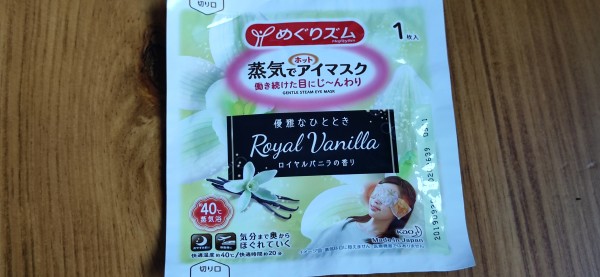 切り口
めぐりズム
MegRhythm
1枚入
ホット
蒸気でアイマスク
働き続けた目にじ〜んわり
GENTLE STEAM EYE MASK
優雅なひととき
Royal Vanilla
ロイヤルバニラの香り
約40℃
蒸気浴
気分まで奥から
ほぐれていく
快適温度 約40℃/快適時間約20分
kao
Made in Japan
切り口